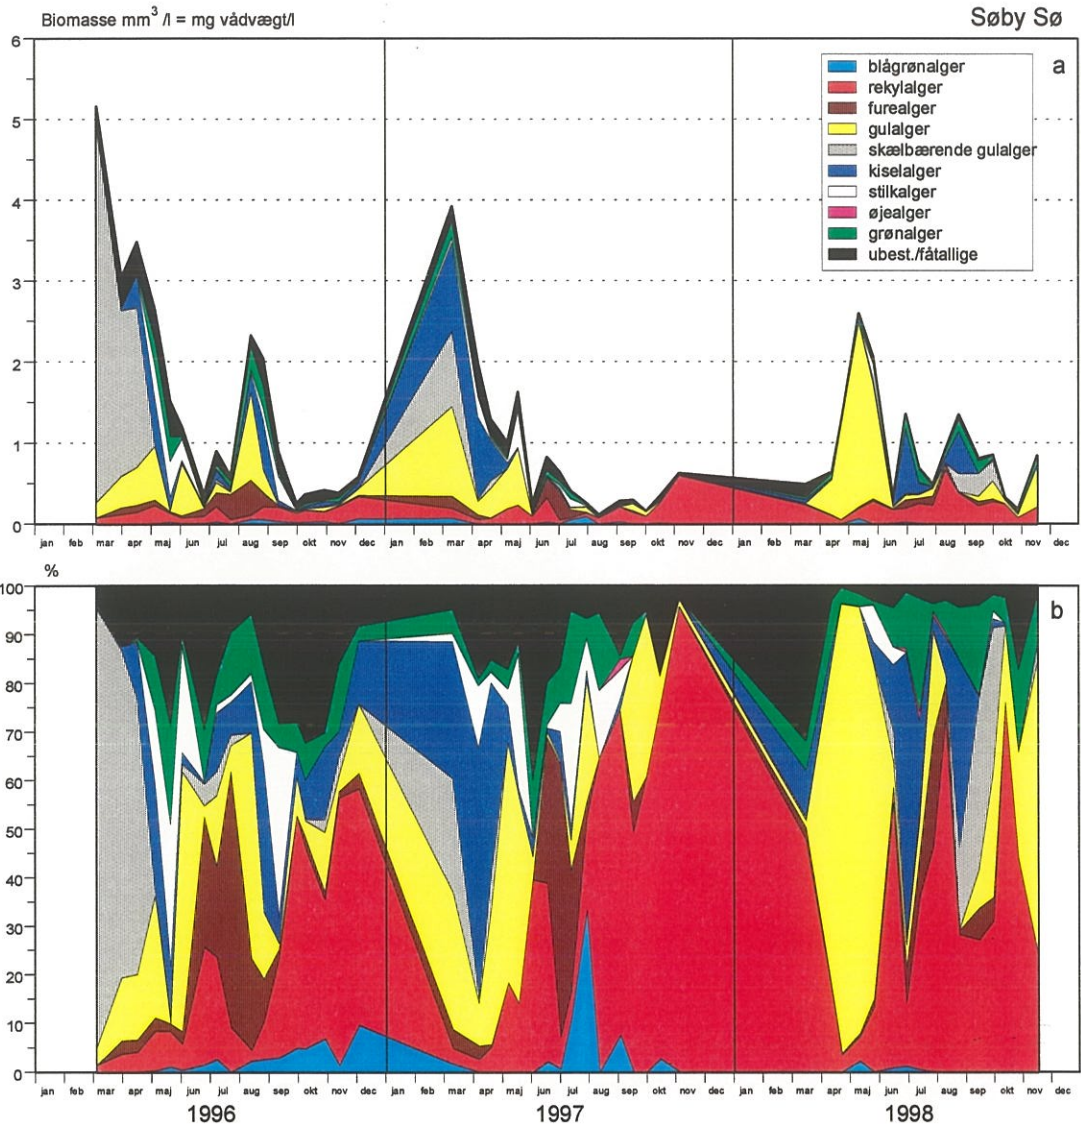 Biomasse mm³ /l = mg vådvægt/l
Søby Sø
a
6
5
4
3
2
1
0
blågrønalger
rekylalger
furealger
gulalger
skælbærende gulalger
kiselalger
stilkalger
øjealger
grønalger
ubest./fåtallige
jan feb mar apr maj jun jul aug sep okt nov dec jan feb mar apr maj jun jul aug sep okt nov dec jan feb mar apr maj jun jul aug sep okt nov dec
%
b
100
90
80
70
60
50
40
30
20
10
0
jan feb mar apr maj jun jul aug sep okt nov dec jan feb mar apr maj jun jul aug sep okt nov dec jan feb mar apr maj jun jul aug sep okt nov dec
1996 1997 1998